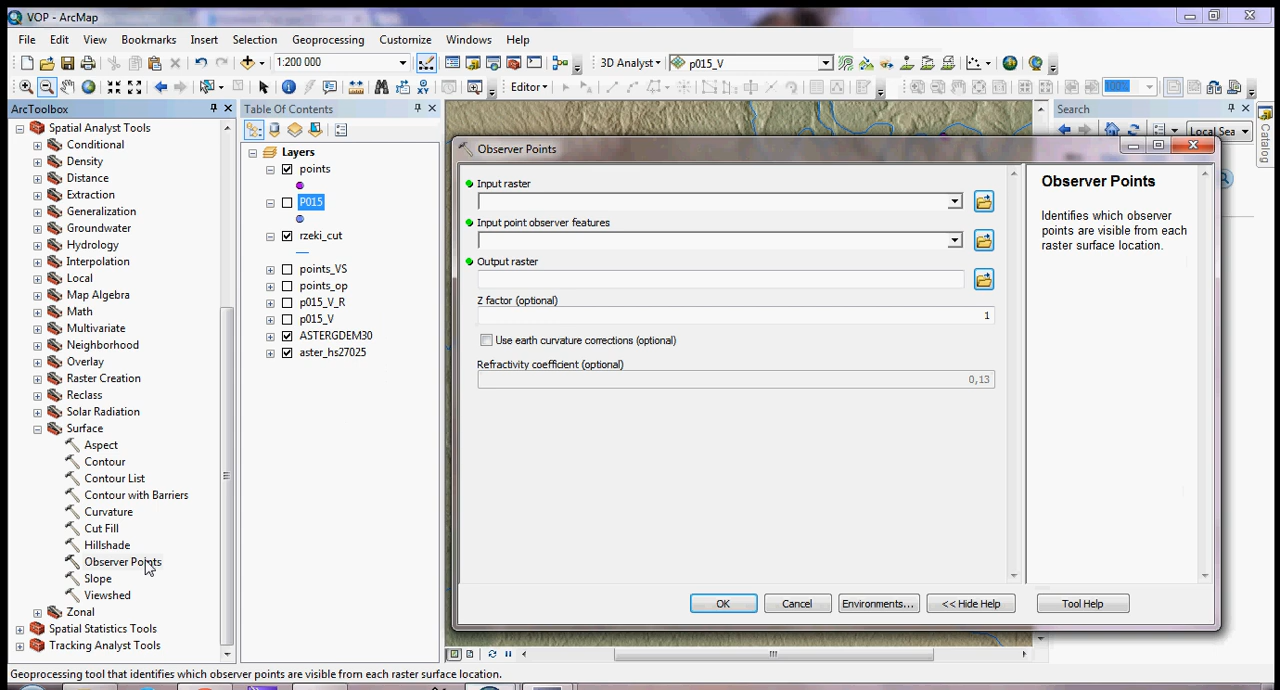 VOP - ArcMap
File Edit View Bookmarks Insert Selection Geoprocessing Customize Windows Help
1:200 000
3D Analyst
p015_V
Editor
100%
ArcToolbox
Spatial Analyst Tools
Conditional
Density
Distance
Extraction
Generalization
Groundwater
Hydrology
Interpolation
Local
Map Algebra
Math
Multivariate
Neighborhood
Overlay
Raster Creation
Reclass
Solar Radiation
Surface
Aspect
Contour
Contour List
Contour with Barriers
Curvature
Cut Fill
Hillshade
Observer Points
Slope
Viewshed
Zonal
Spatial Statistics Tools
Tracking Analyst Tools
Table Of Contents
Layers
points
P015
rzeki_cut
points_VS
points_op
p015_V_R
p015_V
ASTERGDEM30
aster_hs27025
Observer Points
Input raster
Input point observer features
Output raster
Z factor (optional)
1
Use earth curvature corrections (optional)
Refractivity coefficient (optional)
0,13
OK Cancel Environments... << Hide Help Tool Help
Observer Points
Identifies which observer
points are visible from each
raster surface location.
Search
Local Sea
Catalog
Geoprocessing tool that identifies which observer points are visible from each raster surface location.